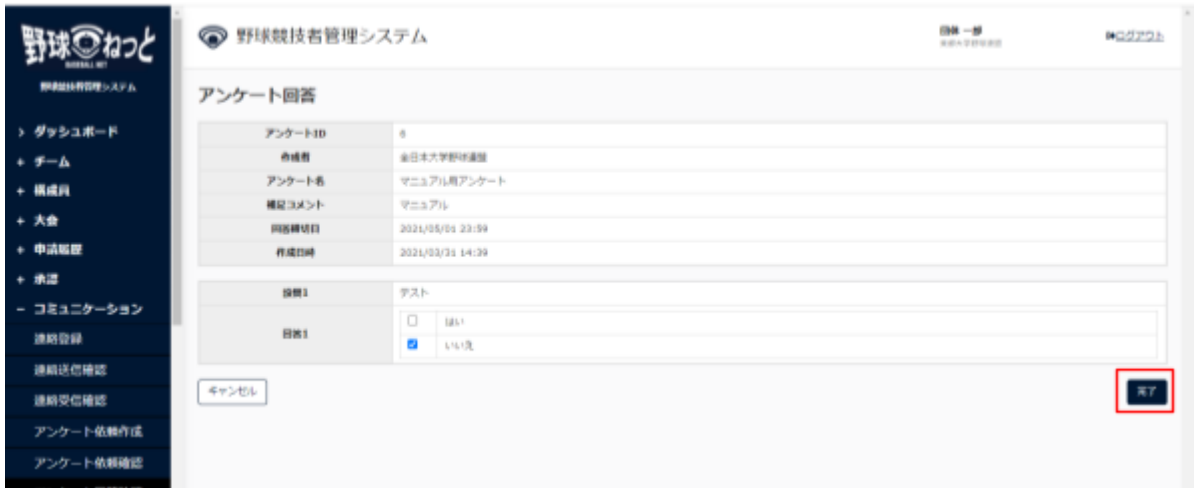 野球ねっと
BASEBALL NET
野球競技者管理システム
野球競技者管理システム
団体 一郎
ログアウト
アンケート回答
> ダッシュボード
+ チーム
+ 構成員
+ 大会
+ 申請履歴
+ 承認
− コミュニケーション
連絡登録
連絡送信確認
連絡受信確認
アンケート依頼作成
アンケート依頼確認
アンケートID 6
作成者 全日本大学野球連盟
アンケート名 マニュアル用アンケート
補足コメント マニュアル
回答締切日 2021/05/01 23:59
作成日時 2021/03/31 14:39
設問1 テスト
回答1
はい
いいえ
キャンセル
完了